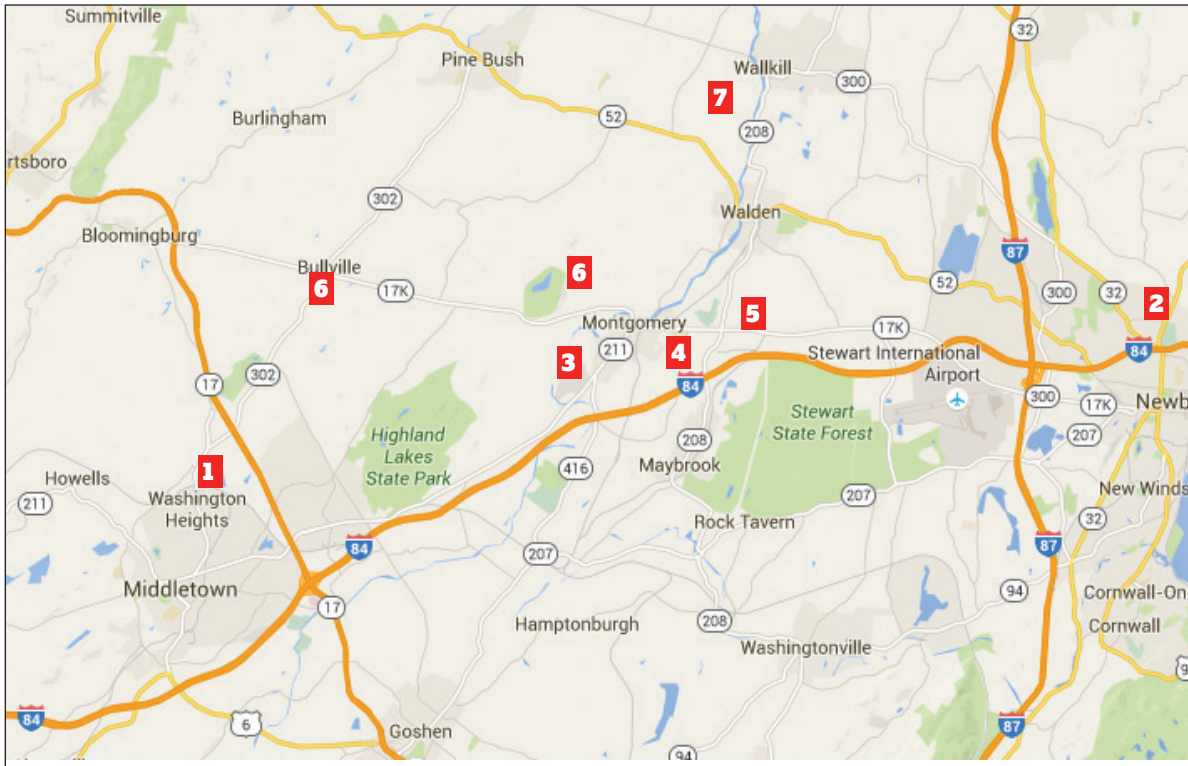 Summitville
32
Pine Bush
Wallkill
300
7
52
Burlingham
208
rtsboro
302
Walden
Bloomingburg
87
Bullville
6
6
17K
52
300
32
2
5
Montgomery
17K
211
4
3
Stewart International
Airport
84
84
17
302
300
17K
Newb
Highland
Lakes
State Park
Stewart
State Forest
208
207
1
Maybrook
416
Howells
Washington
Heights
207
New Winds
211
Rock Tavern
32
84
207
87
Middletown
94
Cornwall-On
17
Hamptonburgh
208
Cornwall
Washingtonville
84
6
Goshen
87
94